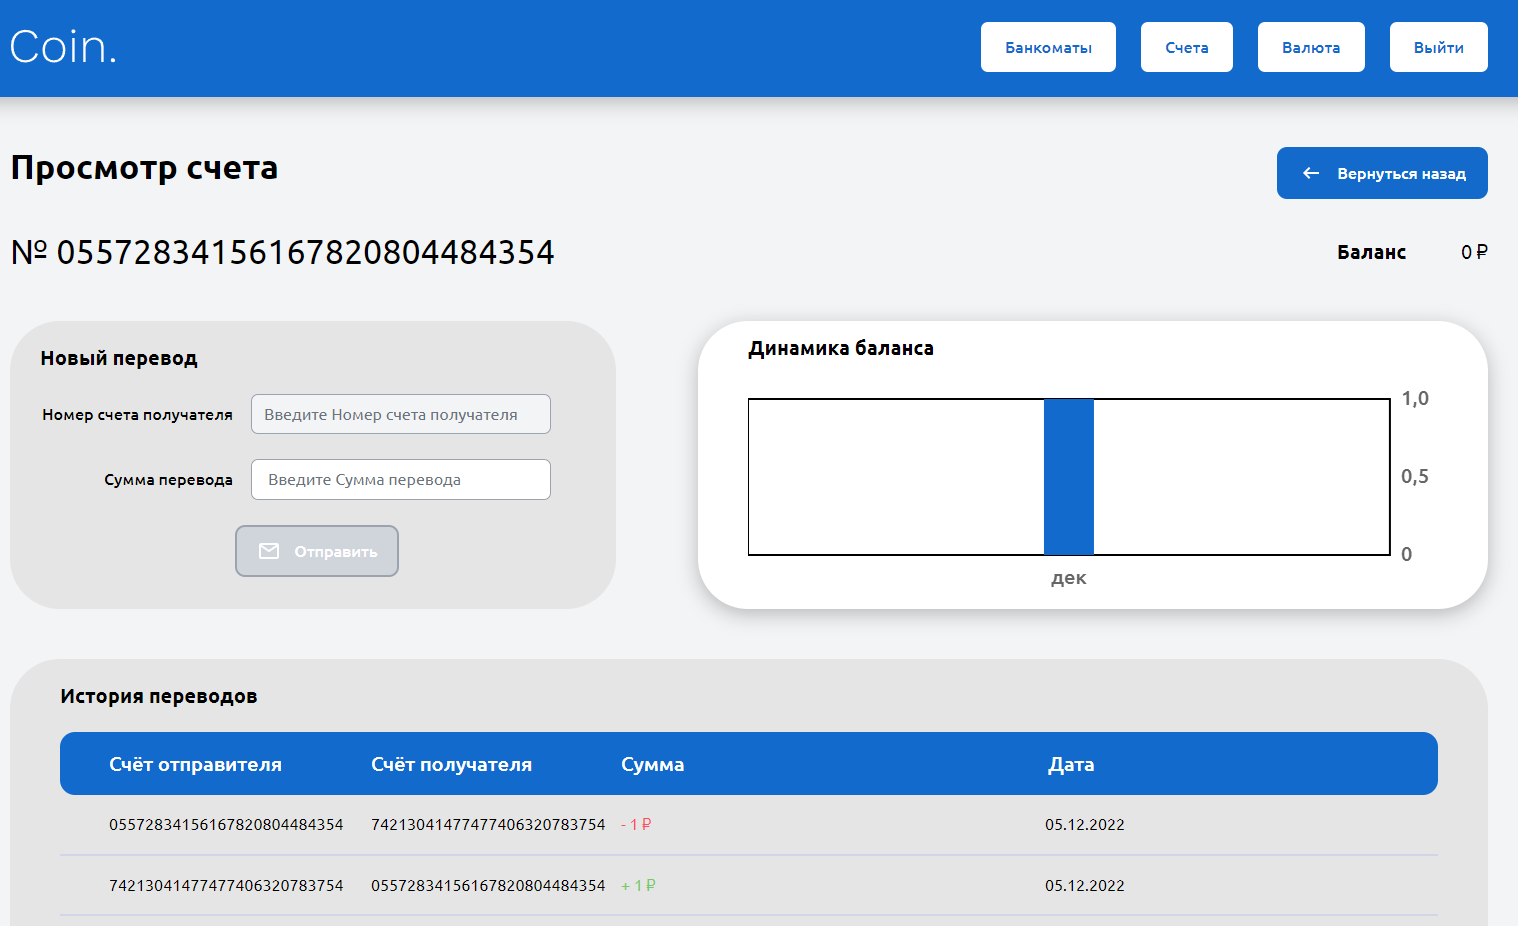 Coin.
Банкоматы
Счета
Валюта
Выйти
Просмотр счета
Вернуться назад
№ 05572834156167820804484354
Баланс 0 ₽
Новый перевод
Номер счета получателя Введите Номер счета получателя
Сумма перевода Введите Сумма перевода
Отправить
Динамика баланса
1,0
0,5
0
дек
История переводов
Счёт отправителя Счёт получателя Сумма Дата
05572834156167820804484354 74213041477477406320783754 - 1 ₽ 05.12.2022
74213041477477406320783754 05572834156167820804484354 + 1 ₽ 05.12.2022